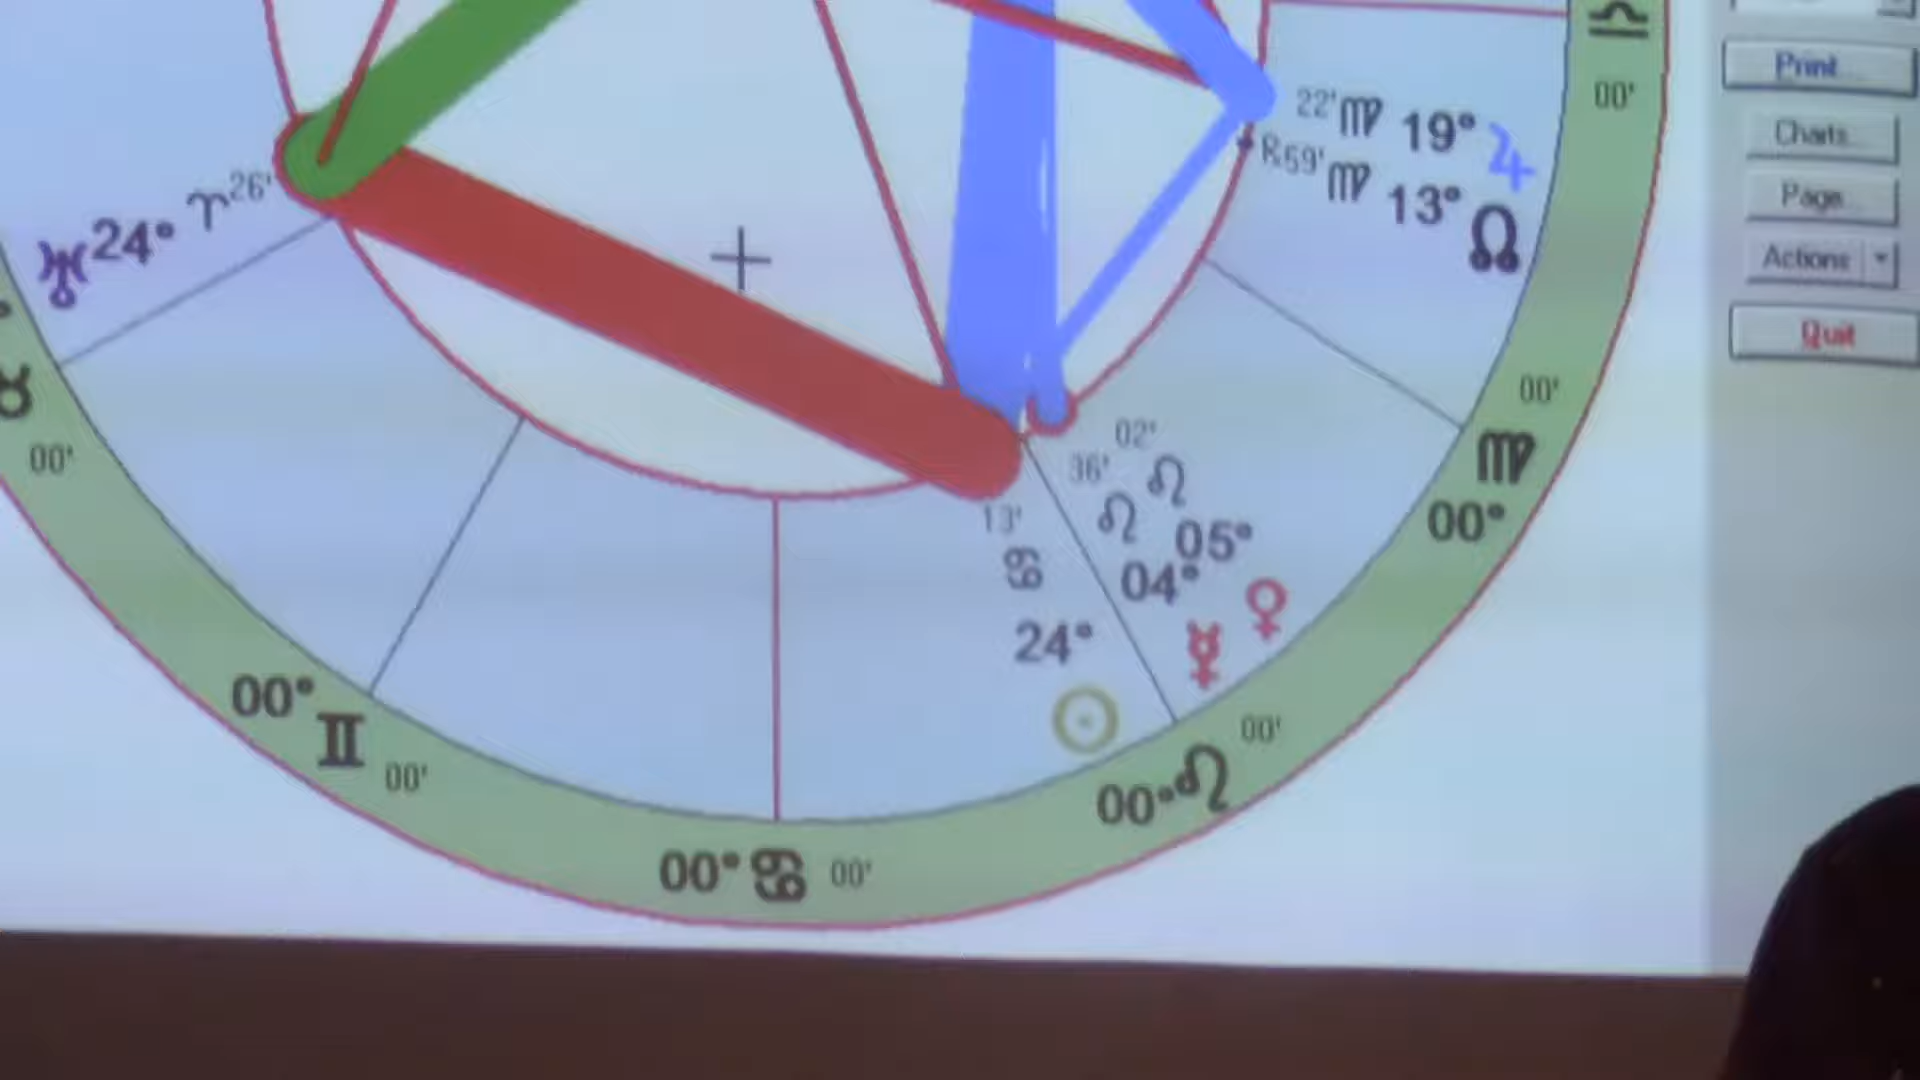 ♎
00'
Print...
Charts...
Page...
Actions
Quit
22' ♍ 19° ♃
℞59' ♍ 13° ☊
♅ 24° ♈ 26'
♉
00'
00'
♍
00°
02' ♌ 05° ♀
36' ♌ 04° ☿
13' ♋ 24° ☉
00° ♊ 00'
00° ♋ 00'
00° ♌ 00'